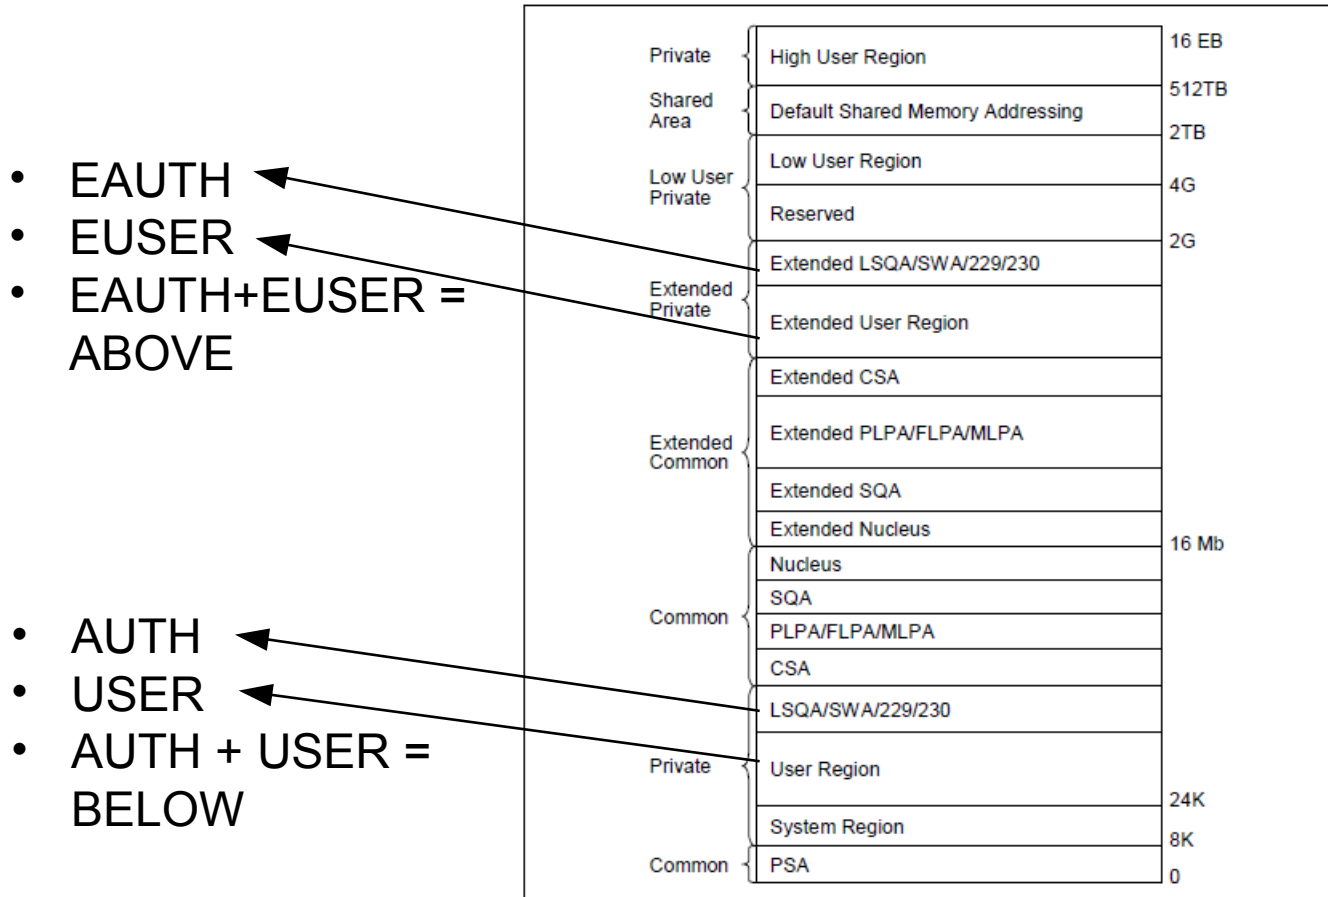 • EAUTH
• EUSER
• EAUTH+EUSER =
ABOVE
• AUTH
• USER
• AUTH + USER =
BELOW
Private
High User Region
16 EB
512TB
Shared
Area
Default Shared Memory Addressing
2TB
Low User
Private
Low User Region
4G
Reserved
2G
Extended
Private
Extended LSQA/SWA/229/230
Extended User Region
Extended
Common
Extended CSA
Extended PLPA/FLPA/MLPA
Extended SQA
Extended Nucleus
16 Mb
Common
Nucleus
SQA
PLPA/FLPA/MLPA
CSA
Private
LSQA/SWA/229/230
User Region
24K
System Region
8K
Common
PSA
0